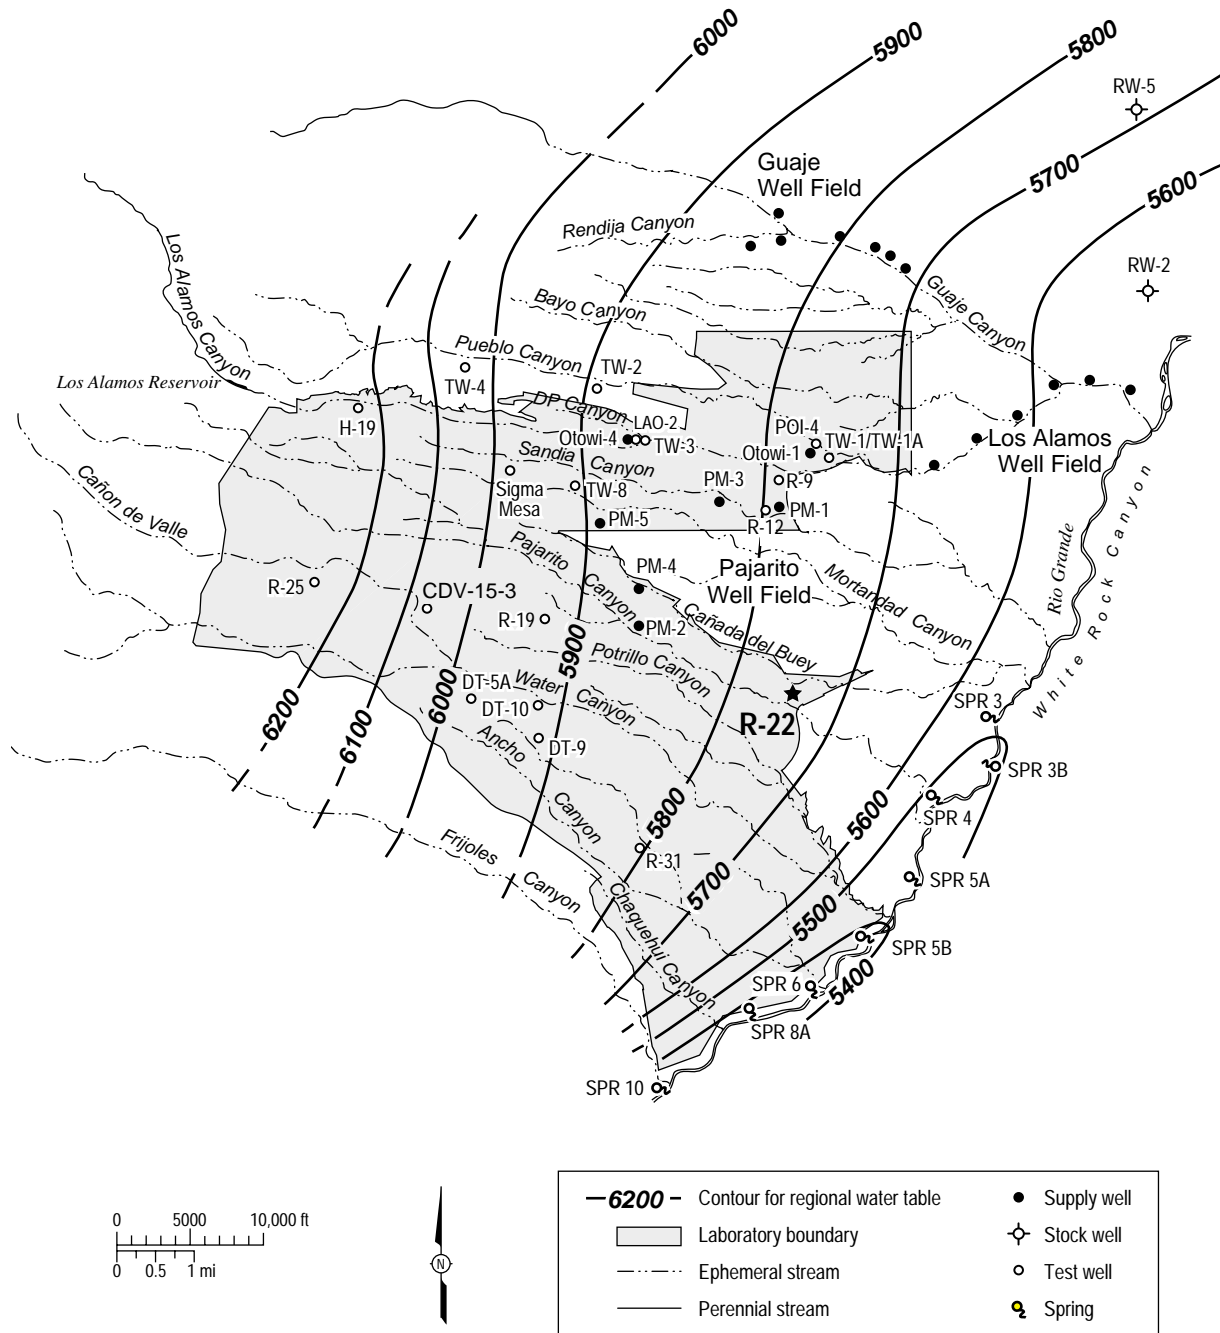 6000
5900
5800
RW-5
5700
5600
Guaje
Well Field
Rendija Canyon
Los Alamos Canyon
RW-2
Guaje Canyon
Bayo Canyon
Pueblo Canyon
TW-2
Los Alamos Reservoir
TW-4
DP Canyon
H-19
LAO-2
Otowi-4
TW-3
POI-4
TW-1/TW-1A
Otowi-1
Los Alamos
Well Field
Sandia Canyon
Sigma
Mesa
TW-8
PM-3
R-9
PM-1
PM-5
R-12
Cañon de Valle
Pajarito Canyon
PM-4
Pajarito
Well Field
Mortandad Canyon
Rio Grande
White Rock Canyon
R-25
CDV-15-3
R-19
PM-2
Cañada del Buey
5900
Potrillo Canyon
DT-5A
Water Canyon
DT-10
R-22
SPR 3
6200
6100
6000
Ancho Canyon
DT-9
SPR 3B
5800
5600
SPR 4
Frijoles Canyon
R-31
5700
SPR 5A
5500
Chaquehui Canyon
SPR 5B
SPR 6
5400
SPR 8A
SPR 10
0 5000 10,000 ft
0 0.5 1 mi
N
6200 Contour for regional water table
Laboratory boundary
Ephemeral stream
Perennial stream
Supply well
Stock well
Test well
Spring